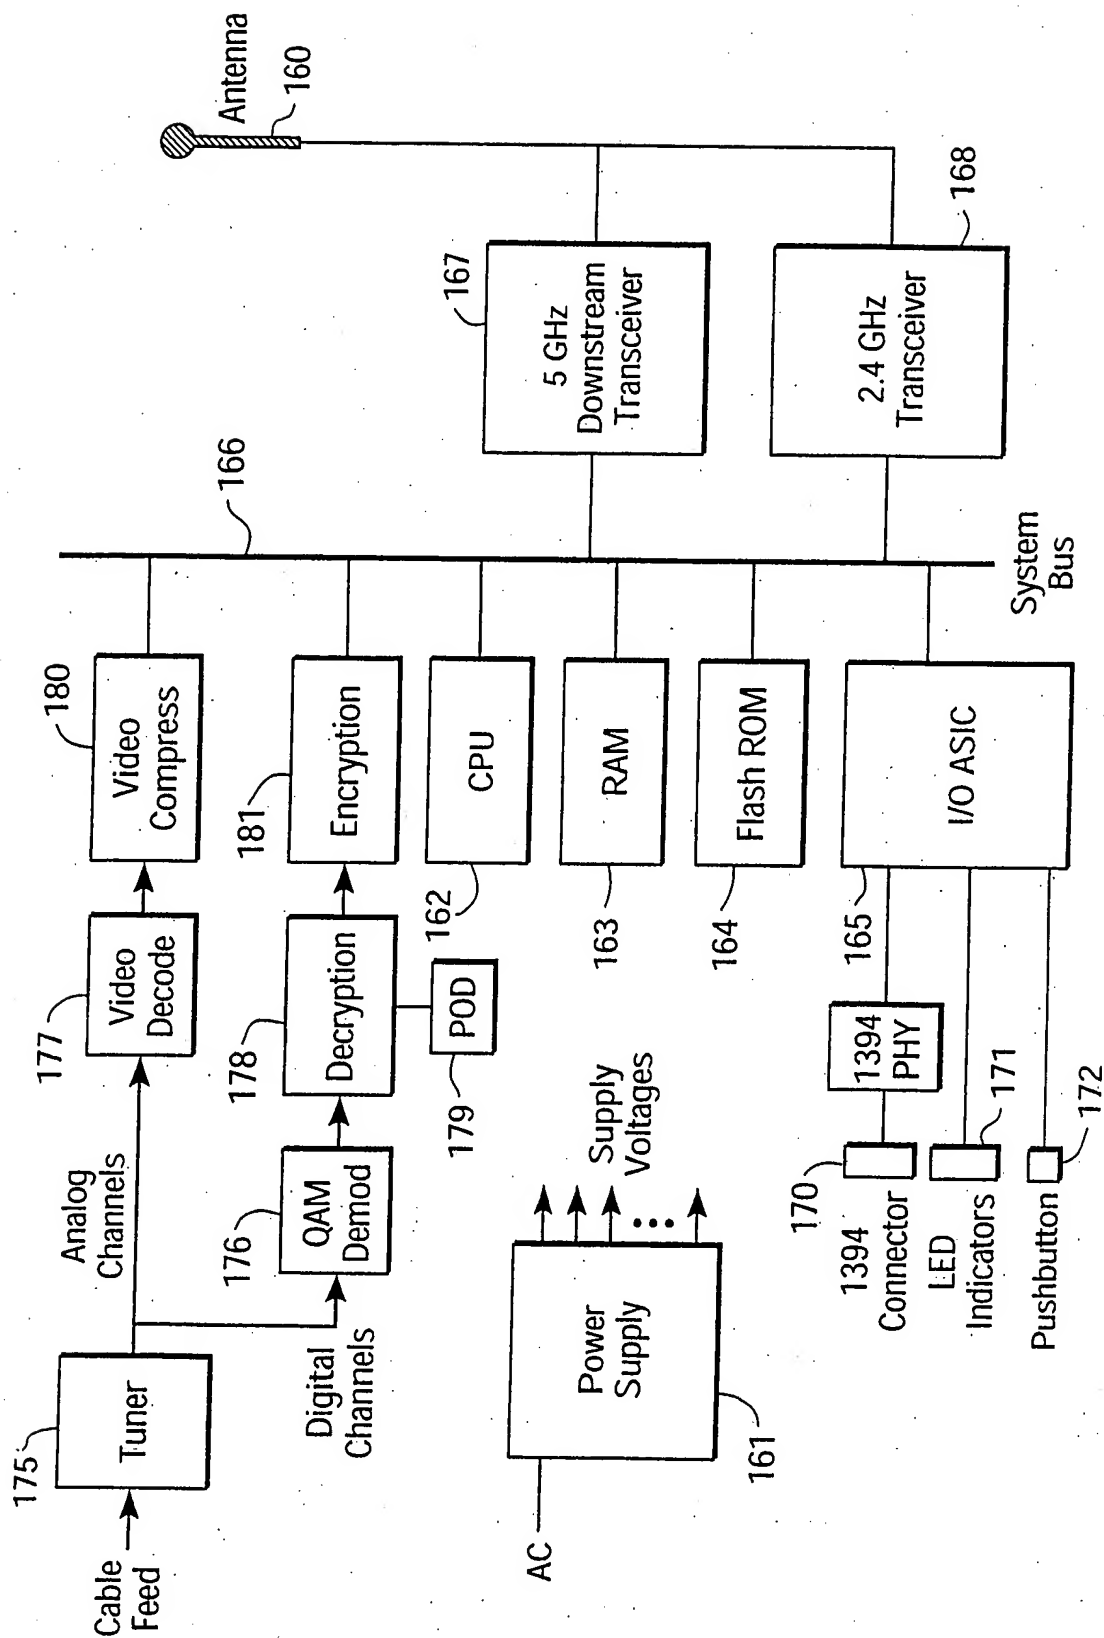 Cable
Feed
175
Tuner
Analog
Channels
Digital
Channels
177
Video
Decode
180
Video
Compress
176
QAM
Demod
178
Decryption
179
POD
181
Encryption
162
CPU
163
RAM
164
Flash ROM
165
I/O ASIC
166
System
Bus
167
5 GHz
Downstream
Transceiver
168
2.4 GHz
Transceiver
Antenna
160
AC
Power
Supply
161
Supply
Voltages
1394
PHY
170
1394
Connector
171
LED
Indicators
172
Pushbutton